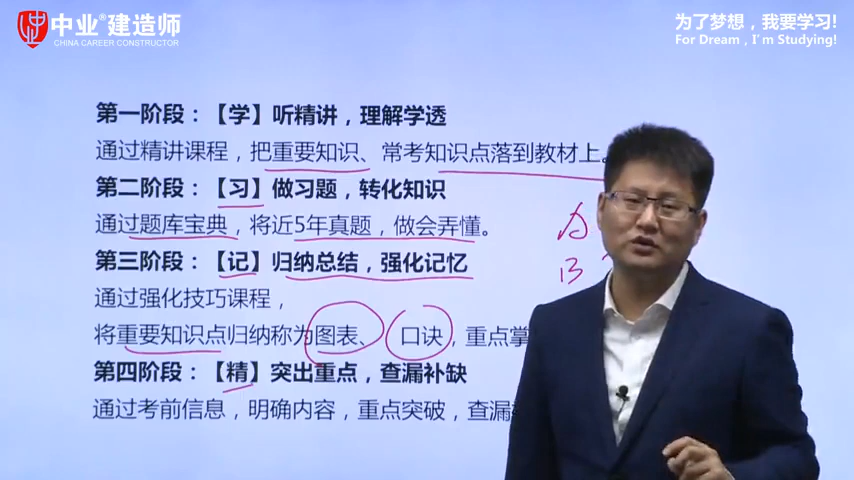 中业®建造师
CHINA CAREER CONSTRUCTOR
为了梦想，我要学习!
For Dream , I'm Studying!
第一阶段：【学】听精讲，理解学透
通过精讲课程，把重要知识、常考知识点落到教材上。
第二阶段：【习】做习题，转化知识
通过题库宝典，将近5年真题，做会弄懂。
第三阶段：【记】归纳总结，强化记忆
通过强化技巧课程，
将重要知识点归纳称为图表、 口诀，重点掌
第四阶段：【精】突出重点，查漏补缺
通过考前信息，明确内容，重点突破，查漏